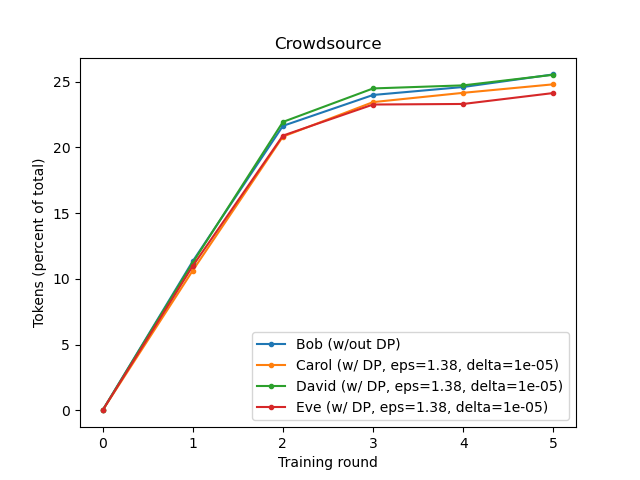 Crowdsource
Tokens (percent of total)
25
20
15
10
5
0
Bob (w/out DP)
Carol (w/ DP, eps=1.38, delta=1e-05)
David (w/ DP, eps=1.38, delta=1e-05)
Eve (w/ DP, eps=1.38, delta=1e-05)
0 1 2 3 4 5
Training round